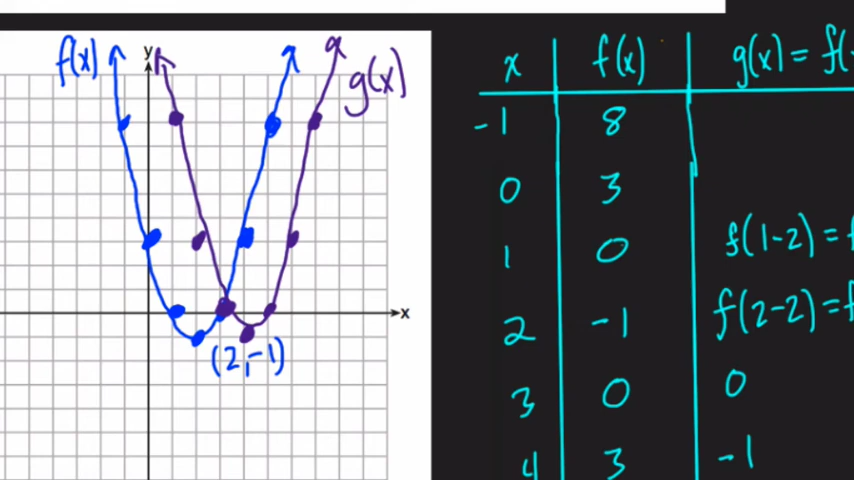 f(x)
y
g(x)
x
(2,-1)
x f(x) g(x) = f(
-1 8
0 3
1 0 f(1-2) = f
2 -1 f(2-2) = f
3 0 0
4 3 -1